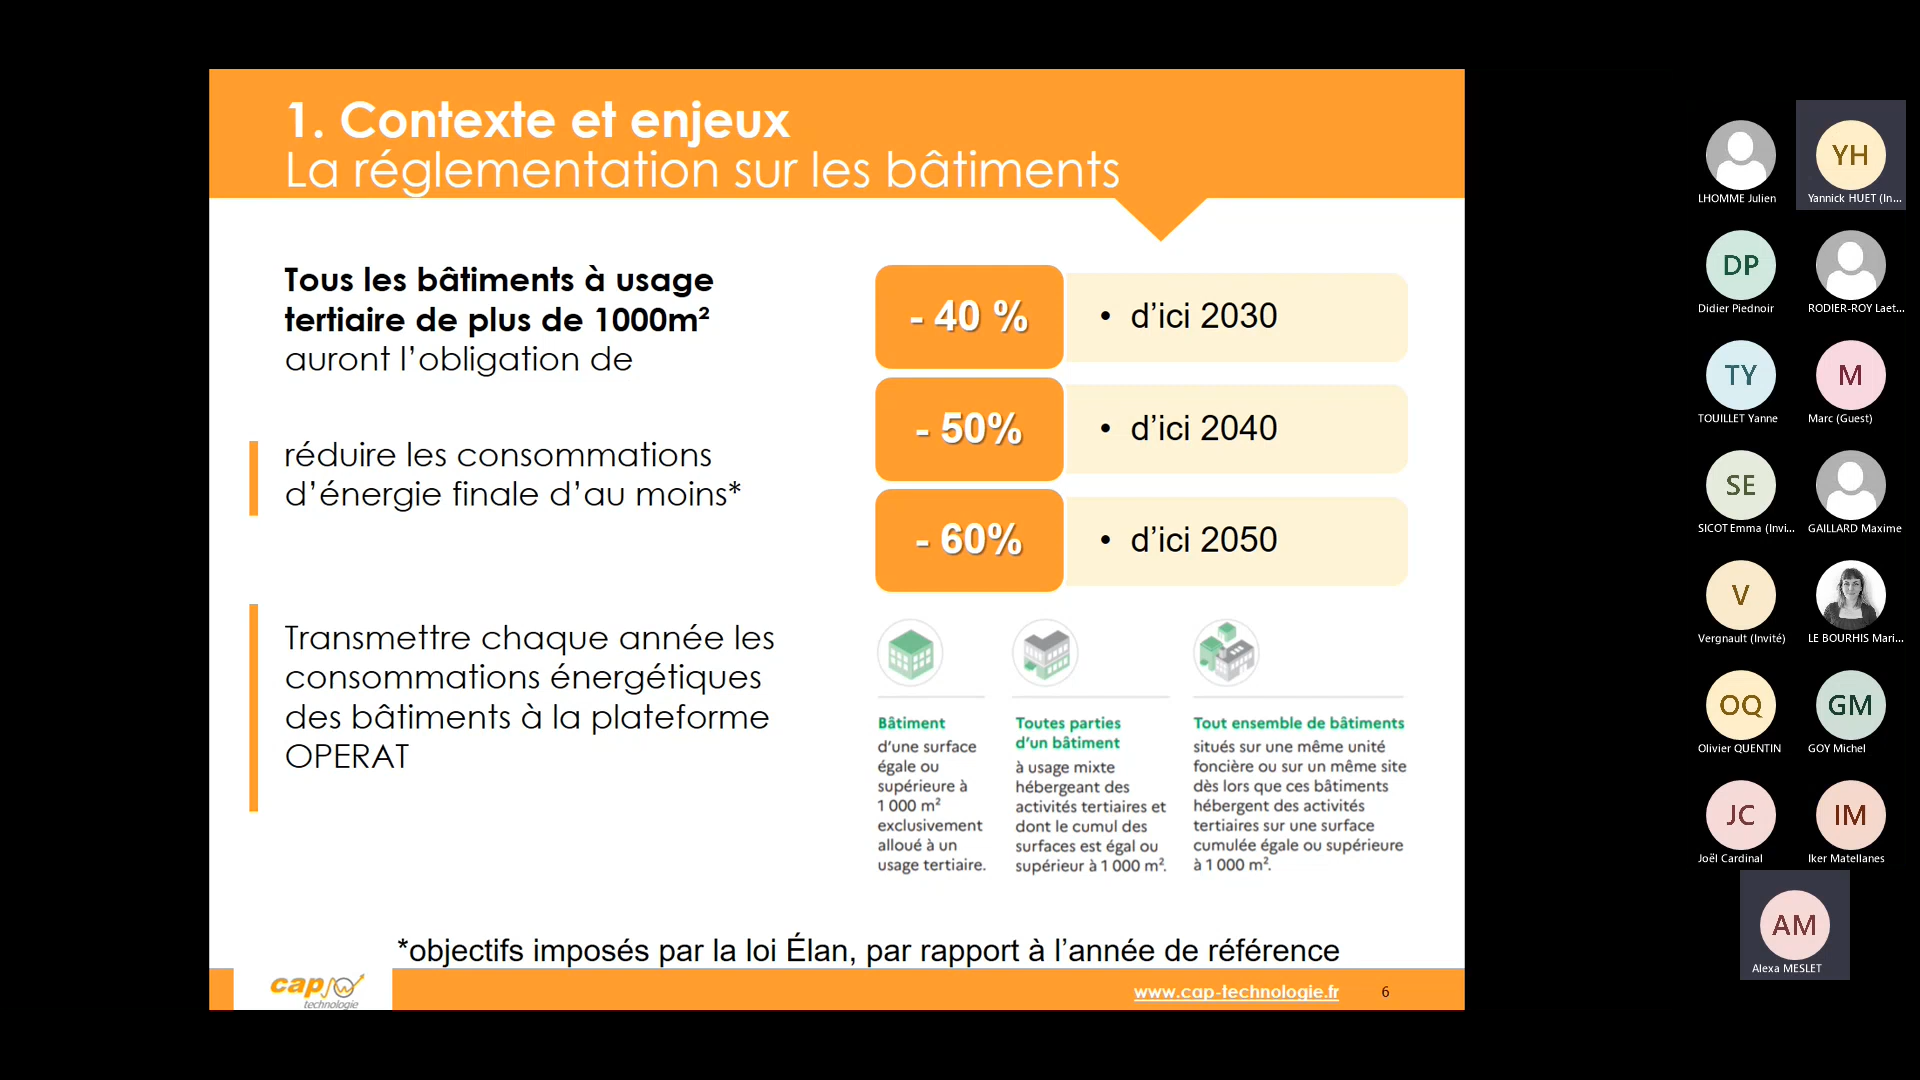 1. Contexte et enjeux
La réglementation sur les bâtiments
Tous les bâtiments à usage
tertiaire de plus de 1000m²
auront l’obligation de
réduire les consommations
d’énergie finale d’au moins*
Transmettre chaque année les
consommations énergétiques
des bâtiments à la plateforme
OPERAT
- 40 %
• d’ici 2030
- 50%
• d’ici 2040
- 60%
• d’ici 2050
Bâtiment
d’une surface
égale ou
supérieure à
1 000 m²
exclusivement
alloué à un
usage tertiaire.
Toutes parties
d’un bâtiment
à usage mixte
hébergeant des
activités tertiaires et
dont le cumul des
surfaces est égal ou
supérieur à 1 000 m².
Tout ensemble de bâtiments
situés sur une même unité
foncière ou sur un même site
dès lors que ces bâtiments
hébergent des activités
tertiaires sur une surface
cumulée égale ou supérieure
à 1 000 m².
*objectifs imposés par la loi Élan, par rapport à l’année de référence
cap
technologie
www.cap-technologie.fr
6
LHOMME Julien
YH
Yannick HUET (In...
DP
Didier Piednoir
RODIER-ROY Laet...
TY
TOUILLET Yanne
M
Marc (Guest)
SE
SICOT Emma (Invi...
GAILLARD Maxime
V
Vergnault (Invité)
LE BOURHIS Mari...
OQ
Olivier QUENTIN
GM
GOY Michel
JC
Joël Cardinal
IM
Iker Matellanes
AM
Alexa MESLET